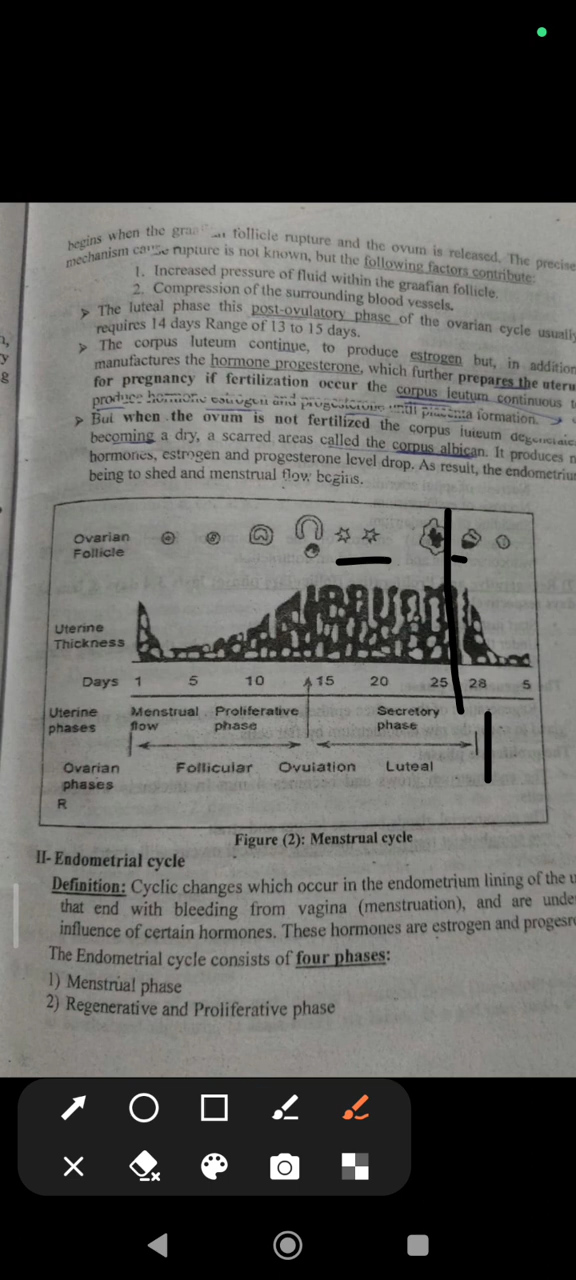 begins when the follicle rupture and the ovum is released. The precise
mechanism cause rupture is not known, but the following factors contribute:
1. Increased pressure of fluid within the graafian follicle.
2. Compression of the surrounding blood vessels.
➢ The luteal phase this post-ovulatory phase of the ovarian cycle usually
requires 14 days Range of 13 to 15 days.
➢ The corpus luteum continue, to produce estrogen but, in addition
manufactures the hormone progesterone, which further prepares the uteru
for pregnancy if fertilization occur the corpus leutum continuous t
produce hormone estrogen and progesterone until placenta formation.
➢ But when the ovum is not fertilized the corpus luteum
becoming a dry, a scarred areas called the corpus albican. It produces n
hormones, estrogen and progesterone level drop. As result, the endometriu
being to shed and menstrual flow begins.
Ovarian
Follicle
Uterine
Thickness
Days 1 5 10 15 20 25 28 5
Uterine phases
Menstrual flow
Proliferative phase
Secretory phase
Ovarian phases
Follicular Ovulation Luteal
R
Figure (2): Menstrual cycle
II- Endometrial cycle
Definition: Cyclic changes which occur in the endometrium lining of the u
that end with bleeding from vagina (menstruation), and are unde
influence of certain hormones. These hormones are estrogen and
The Endometrial cycle consists of four phases:
1) Menstrual phase
2) Regenerative and Proliferative phase